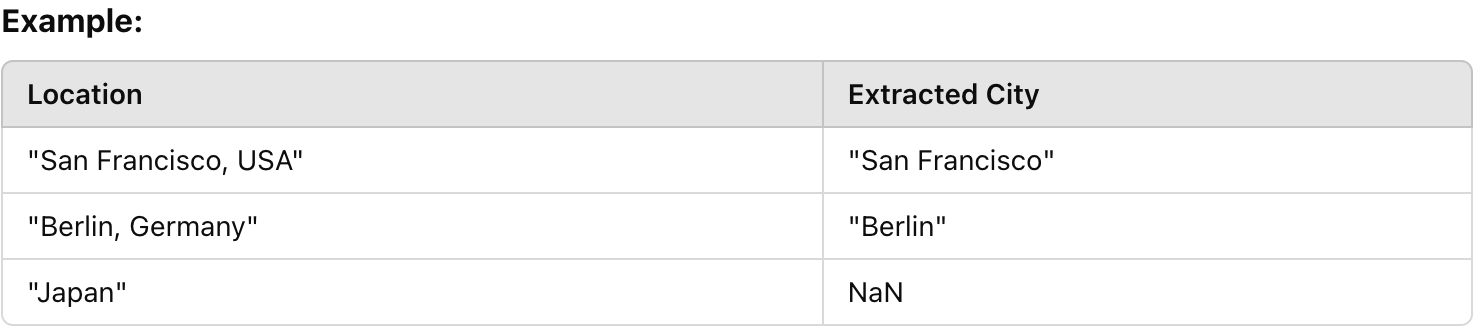 Example:
Location Extracted City
"San Francisco, USA" "San Francisco"
"Berlin, Germany" "Berlin"
"Japan" NaN